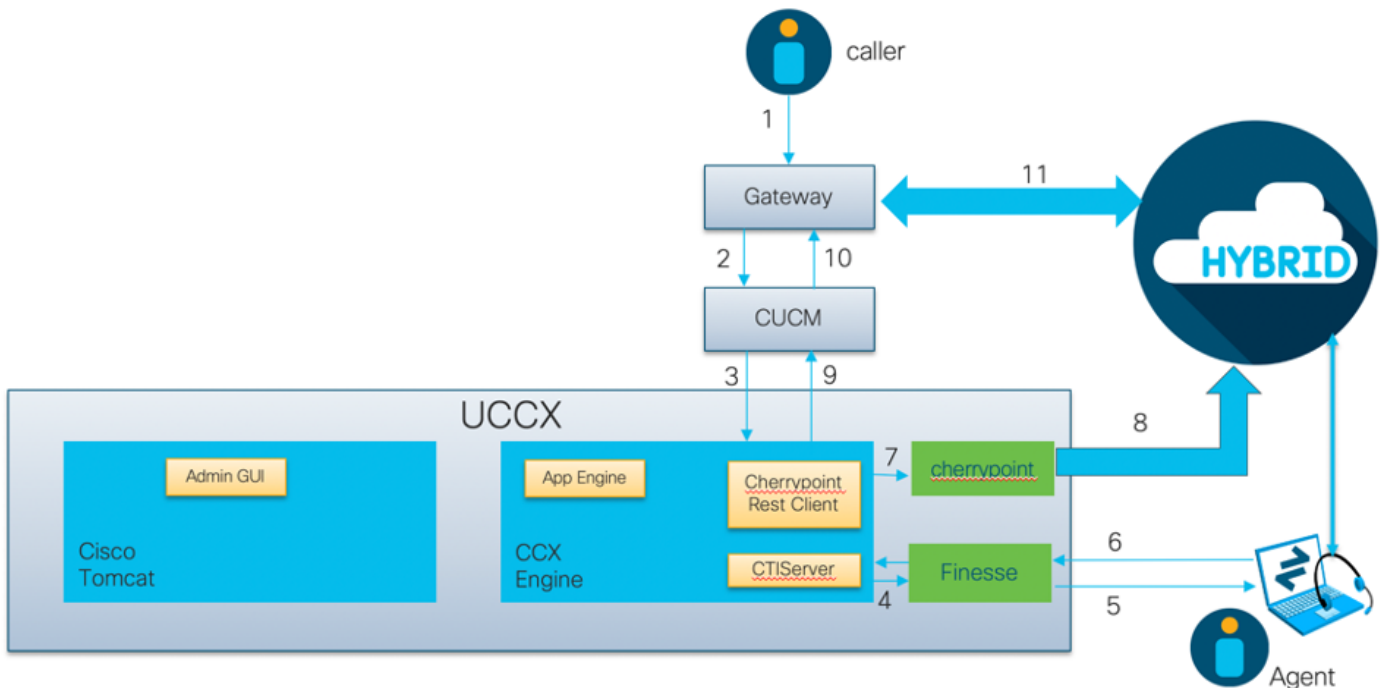 caller
1
Gateway
11
HYBRID
2
10
CUCM
3
9
UCCX
8
7
Admin GUI
App Engine
Cherrypoint
Rest Client
cherrypoint
Cisco
Tomcat
CCX
Engine
CTIServer
4
Finesse
6
5
Agent